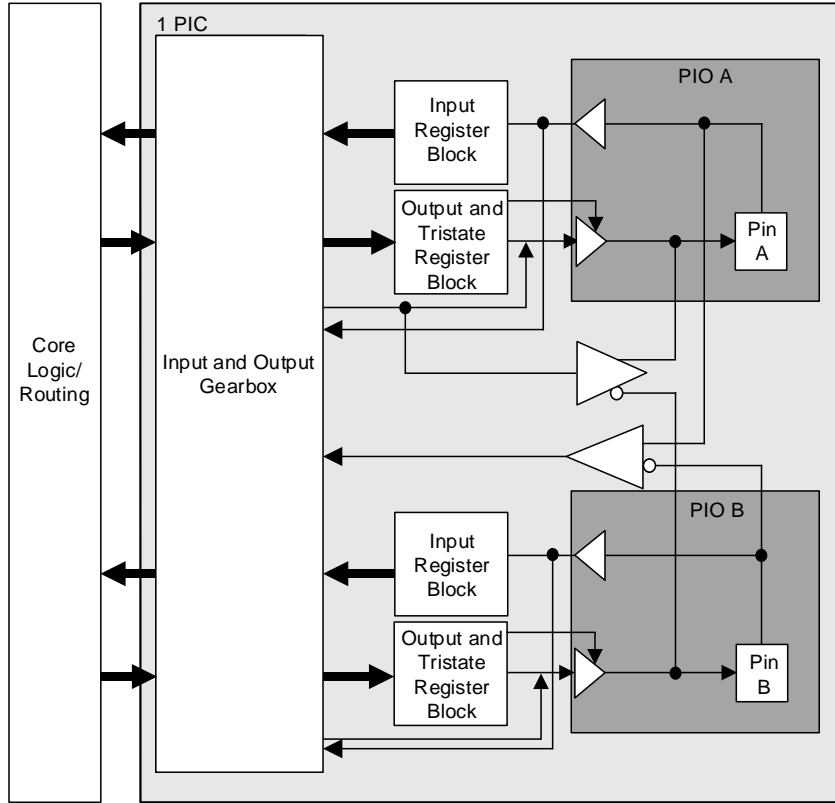 1 PIC
PIO A
Input
Register
Block
Output and
Tristate
Register
Block
Pin
A
Core
Logic/
Routing
Input and Output
Gearbox
PIO B
Input
Register
Block
Output and
Tristate
Register
Block
Pin
B